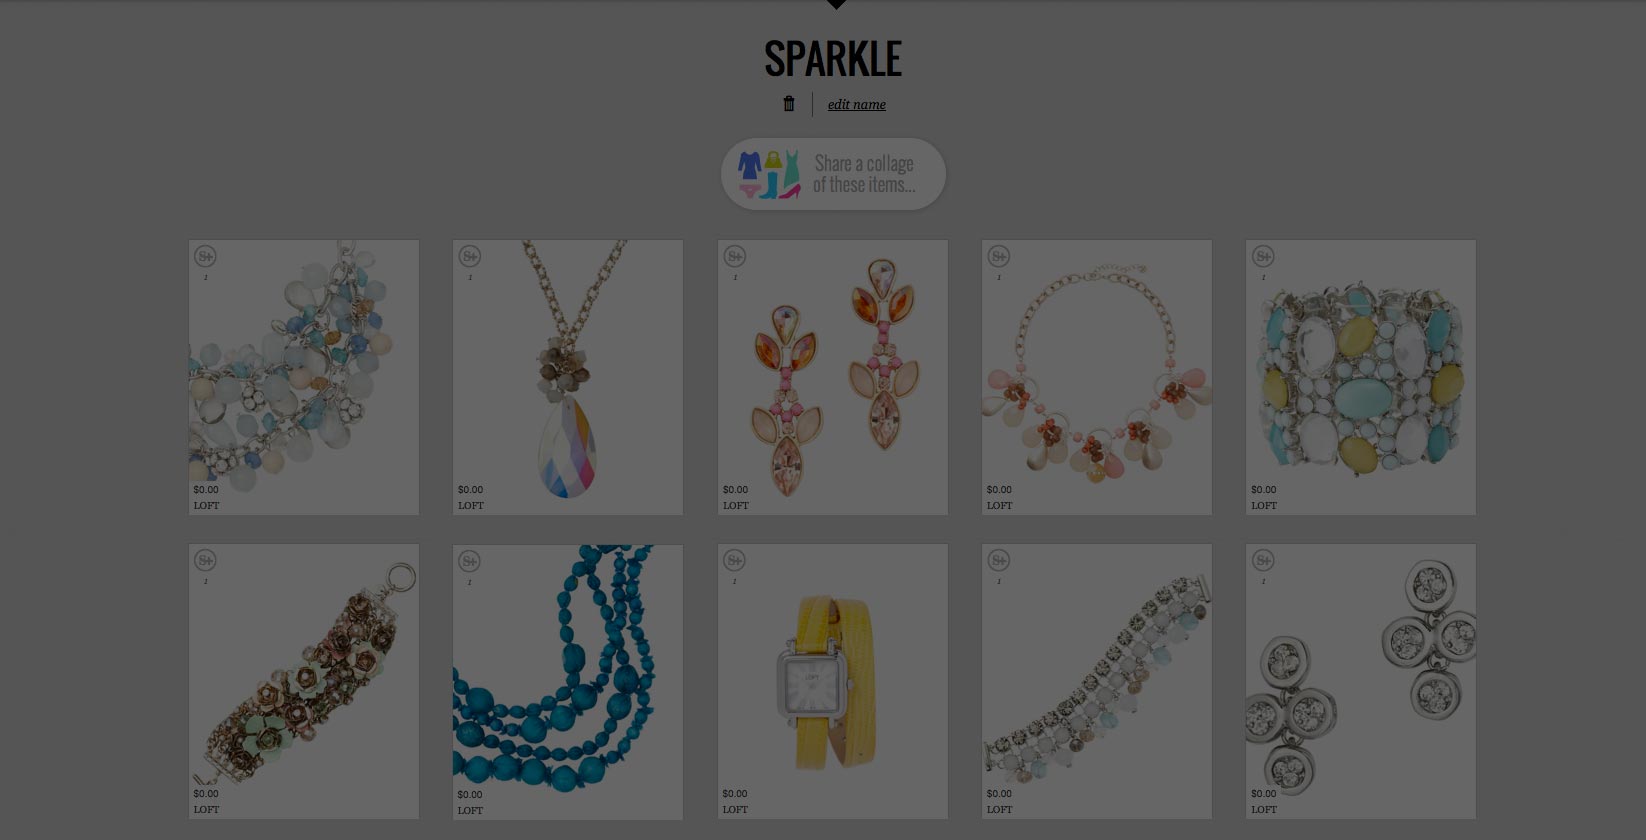 SPARKLE
edit name
Share a collage
of these items...
S+
1
$0.00
LOFT
S+
1
$0.00
LOFT
S+
1
$0.00
LOFT
S+
1
$0.00
LOFT
S+
1
$0.00
LOFT
S+
1
$0.00
LOFT
S+
1
$0.00
LOFT
S+
1
LOFT
$0.00
LOFT
S+
1
$0.00
LOFT
S+
1
$0.00
LOFT